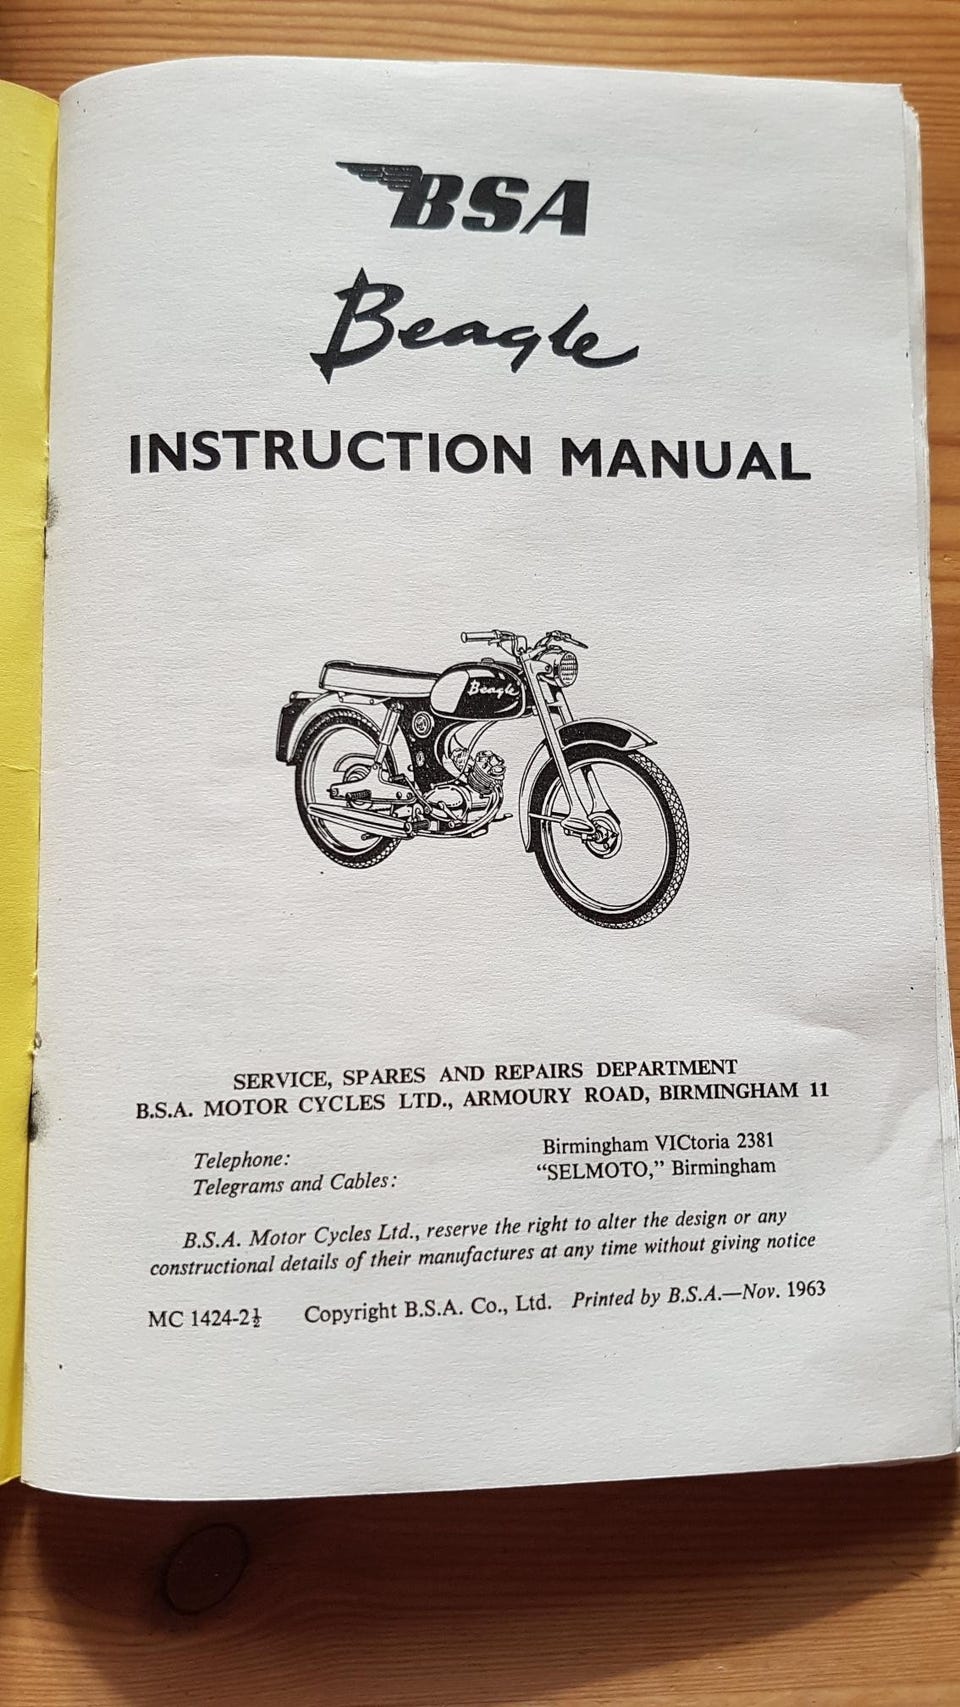 BSA
Beagle
INSTRUCTION MANUAL
Beagle
SERVICE, SPARES AND REPAIRS DEPARTMENT
B.S.A. MOTOR CYCLES LTD., ARMOURY ROAD, BIRMINGHAM 11
Telephone: Birmingham VICtoria 2381
Telegrams and Cables: “SELMOTO,” Birmingham
B.S.A. Motor Cycles Ltd., reserve the right to alter the design or any
constructional details of their manufactures at any time without giving notice
MC 1424-2½ Copyright B.S.A. Co., Ltd. Printed by B.S.A.—Nov. 1963